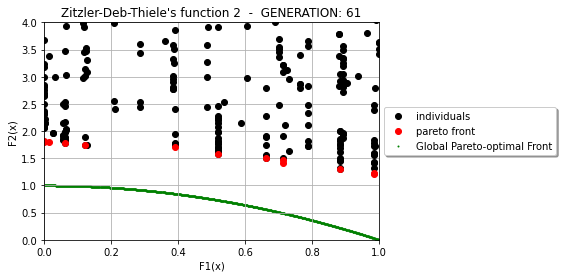 Zitzler-Deb-Thiele's function 2 - GENERATION: 61
4.0
3.5
3.0
2.5
2.0
1.5
1.0
0.5
0.0
F2(x)
0.0 0.2 0.4 0.6 0.8 1.0
F1(x)
individuals
pareto front
Global Pareto-optimal Front